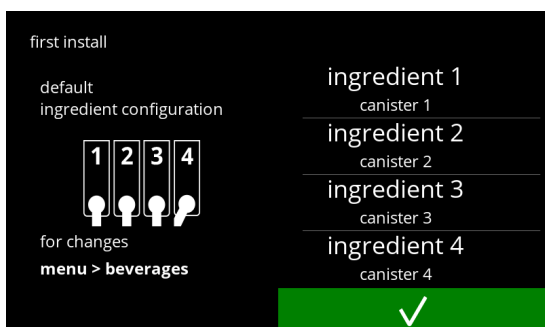 first install
default
ingredient configuration
1 2 3 4
for changes
menu > beverages
ingredient 1
canister 1
ingredient 2
canister 2
ingredient 3
canister 3
ingredient 4
canister 4